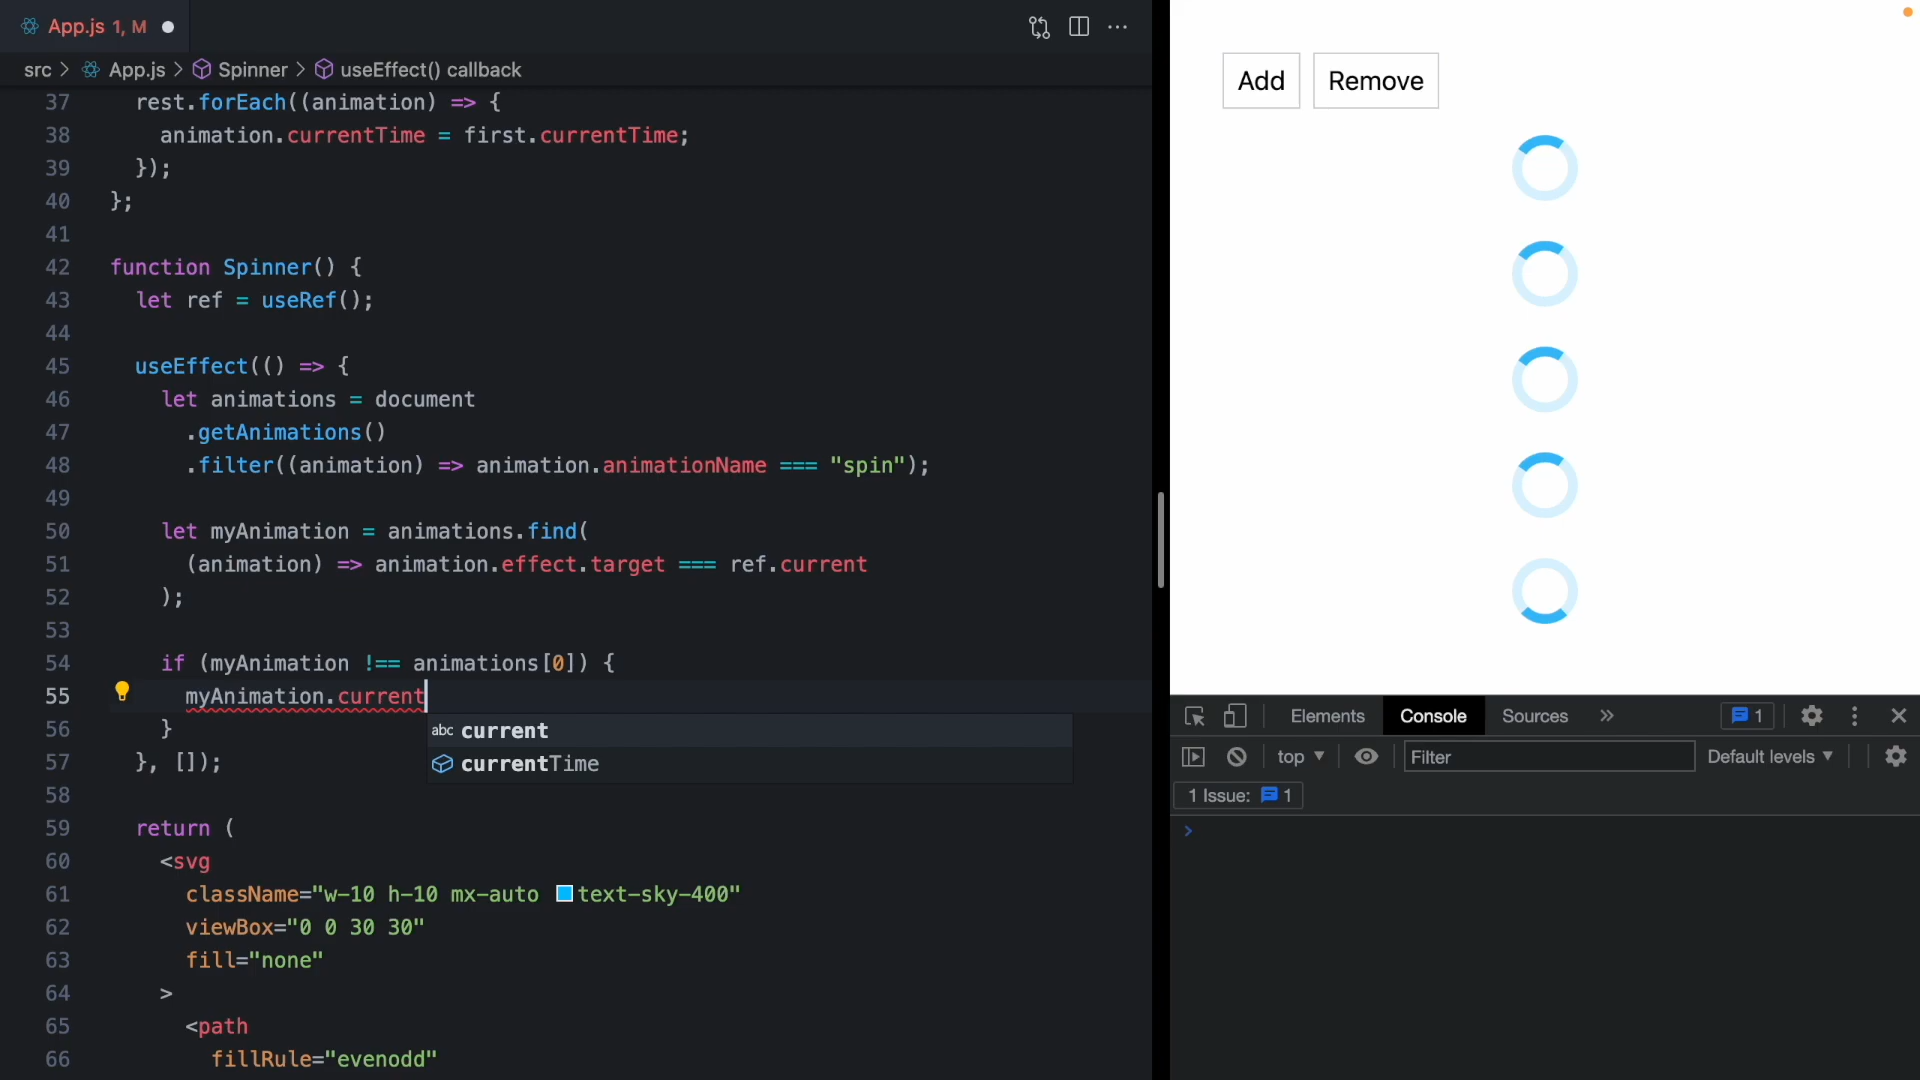 App.js 1, M
src > App.js > Spinner > useEffect() callback
37 rest.forEach((animation) => {
38 animation.currentTime = first.currentTime;
39 });
40 };
41
42 function Spinner() {
43 let ref = useRef();
44
45 useEffect(() => {
46 let animations = document
47 .getAnimations()
48 .filter((animation) => animation.animationName === "spin");
49
50 let myAnimation = animations.find(
51 (animation) => animation.effect.target === ref.current
52 );
53
54 if (myAnimation !== animations[0]) {
55 myAnimation.current
56 }
abc current
currentTime
57 }, []);
58
59 return (
60 <svg
61 className="w-10 h-10 mx-auto text-sky-400"
62 viewBox="0 0 30 30"
63 fill="none"
64 >
65 <path
66 fillRule="evenodd"
Add Remove
Elements Console Sources » 1
top ▼ Filter Default levels ▼
1 Issue: 1
>